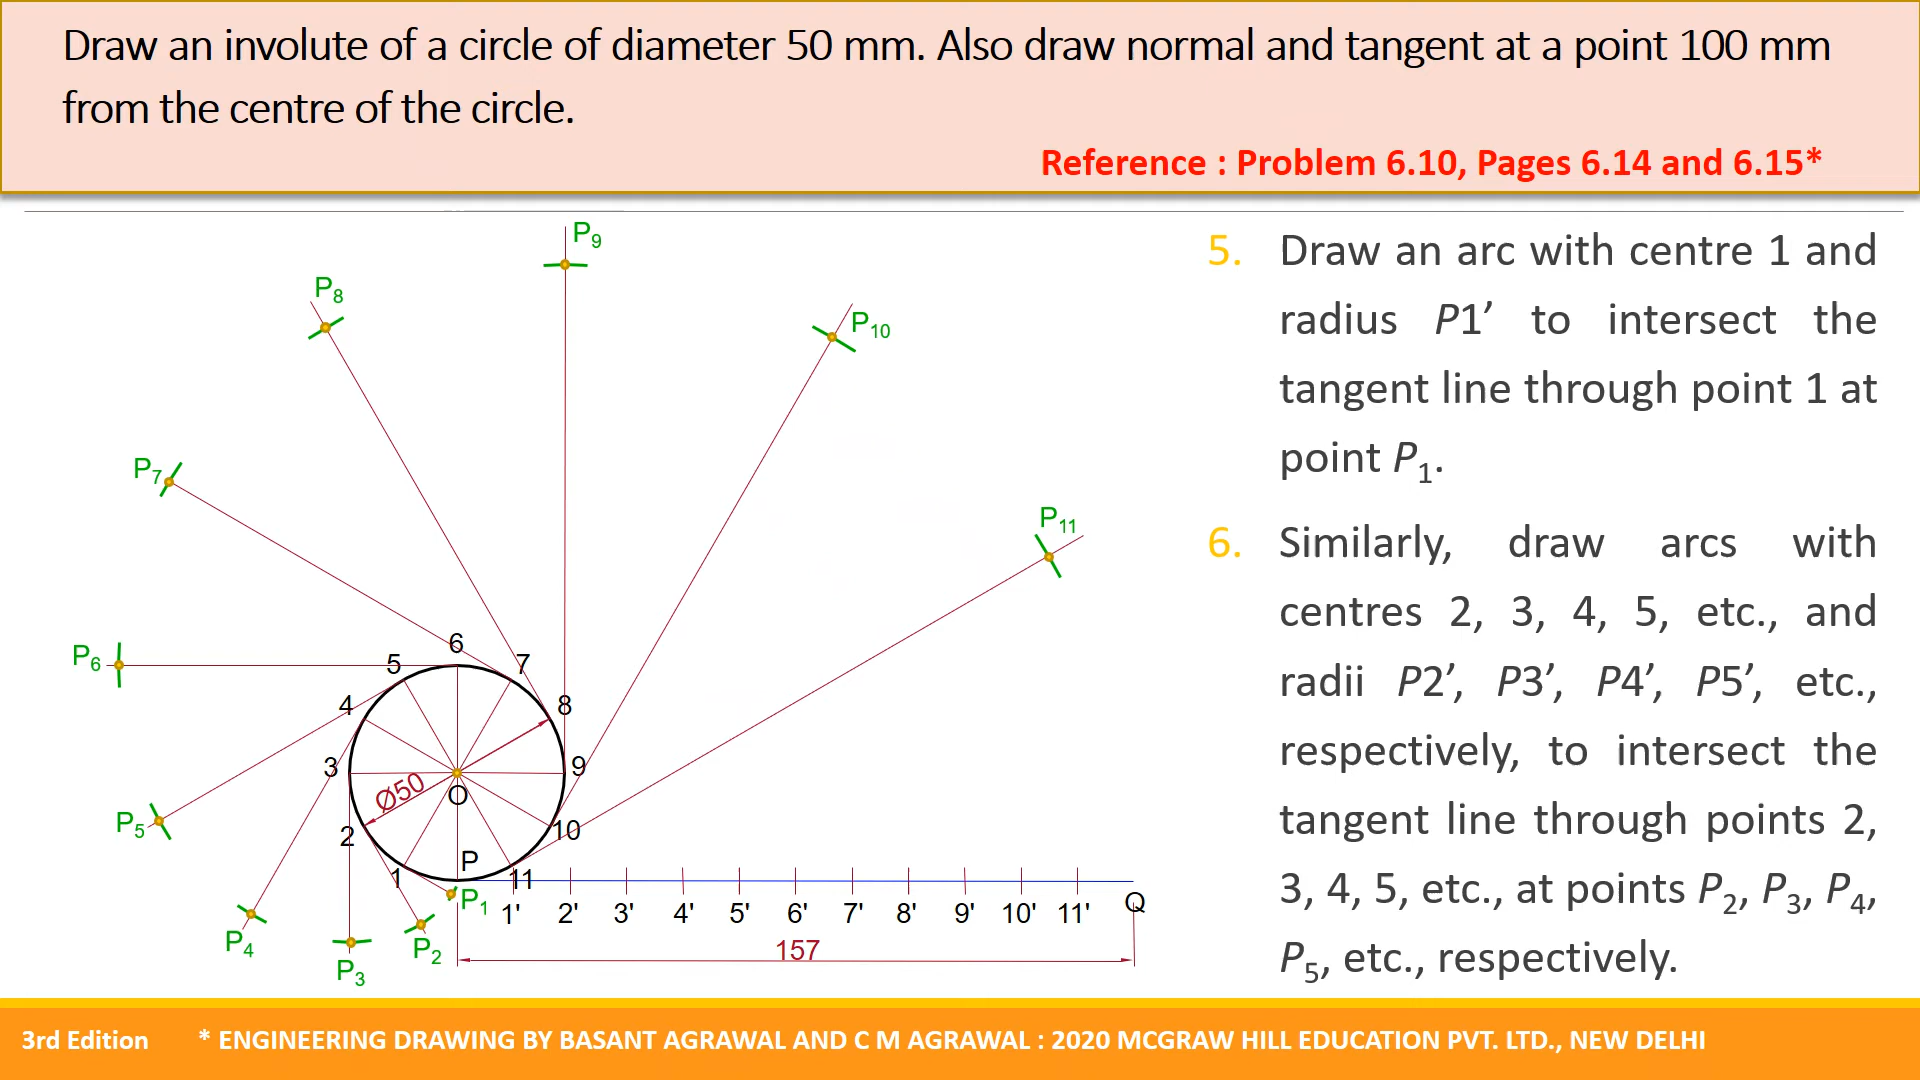 Draw an involute of a circle of diameter 50 mm. Also draw normal and tangent at a point 100 mm
from the centre of the circle.
Reference : Problem 6.10, Pages 6.14 and 6.15*
P9
P8
P10
P7
P11
P6
6
5
7
4
8
3
9
Ø50
O
P5
2
10
P
1
11
P1
1' 2' 3' 4' 5' 6' 7' 8' 9' 10' 11' Q
P4
P2
157
P3
5. Draw an arc with centre 1 and
radius P1’ to intersect the
tangent line through point 1 at
point P1.
6. Similarly, draw arcs with
centres 2, 3, 4, 5, etc., and
radii P2’, P3’, P4’, P5’, etc.,
respectively, to intersect the
tangent line through points 2,
3, 4, 5, etc., at points P2, P3, P4,
P5, etc., respectively.
3rd Edition * ENGINEERING DRAWING BY BASANT AGRAWAL AND C M AGRAWAL : 2020 MCGRAW HILL EDUCATION PVT. LTD., NEW DELHI